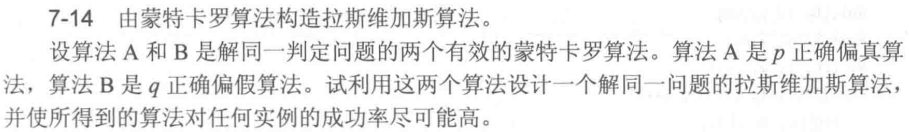 7-14 由蒙特卡罗算法构造拉斯维加斯算法。
设算法 A 和 B 是解同一判定问题的两个有效的蒙特卡罗算法。算法 A 是 p 正确偏真算
法，算法 B 是 q 正确偏假算法。试利用这两个算法设计一个解同一问题的拉斯维加斯算法，
并使所得到的算法对任何实例的成功率尽可能高。